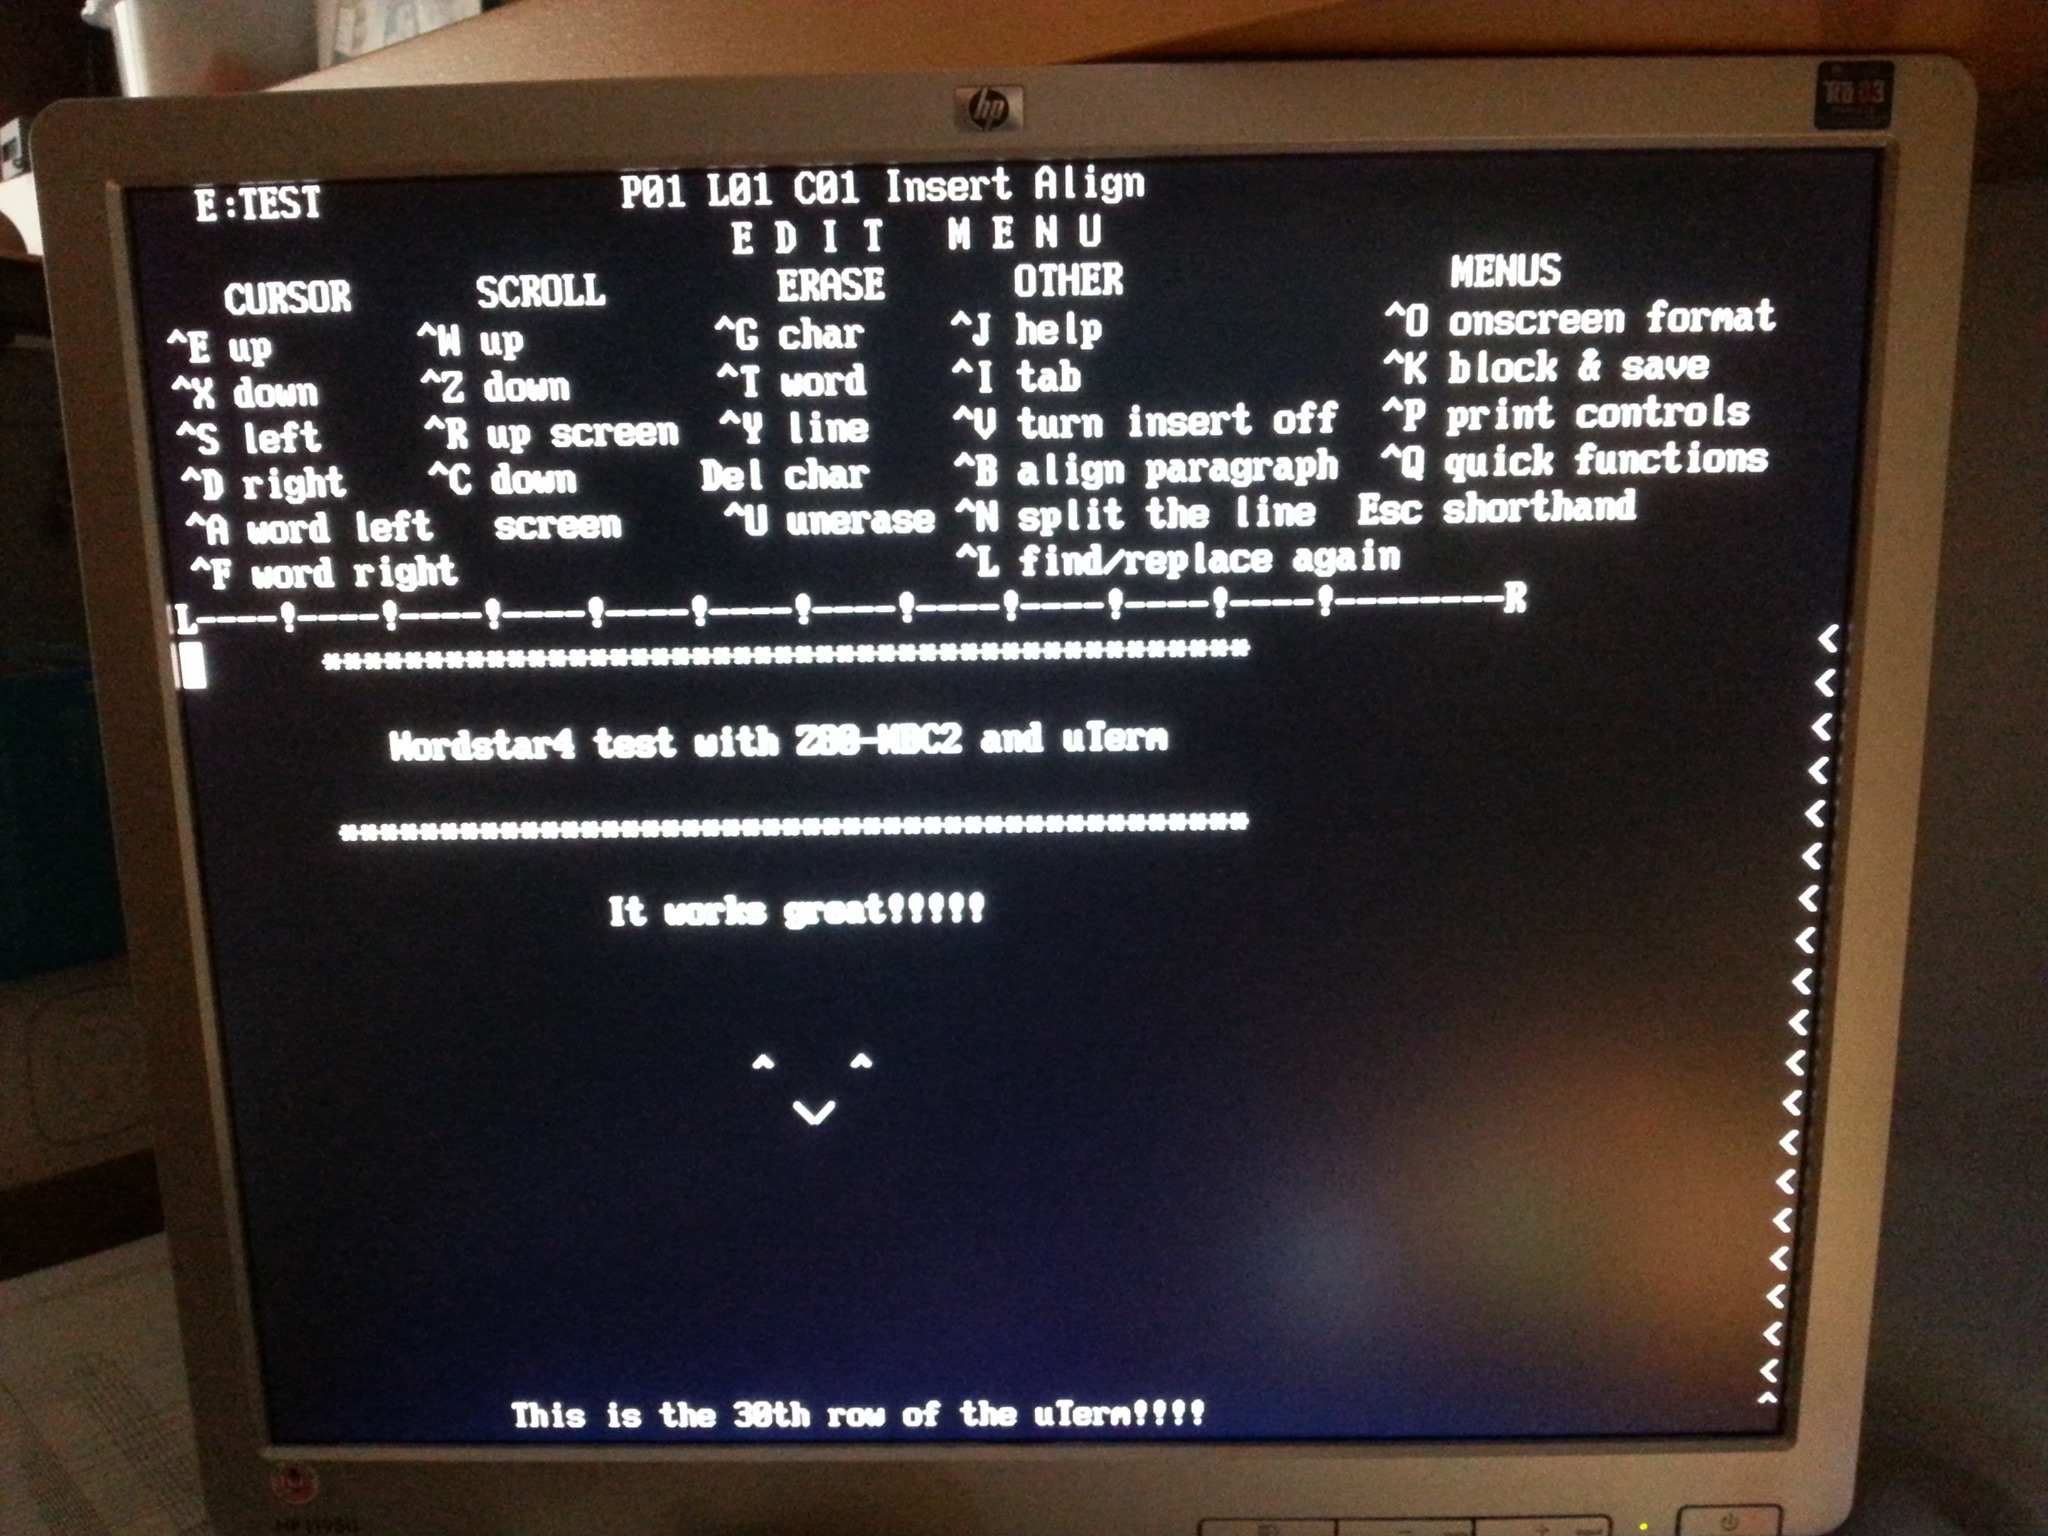 hp
E:TEST P01 L01 C01 Insert Align
E D I T M E N U
CURSOR SCROLL ERASE OTHER MENUS
^E up ^W up ^G char ^J help ^O onscreen format
^X down ^Z down ^T word ^I tab ^K block & save
^S left ^R up screen ^Y line ^V turn insert off ^P print controls
^D right ^C down Del char ^B align paragraph ^Q quick functions
^A word left screen ^U unerase ^N split the line Esc shorthand
^F word right ^L find/replace again
L----!----!----!----!----!----!----!----!----!----!----!--------R
*********************************************
Wordstar4 test with Z80-MBC2 and uTerm
********************************************
It works great!!!!!
^ ^
\/
This is the 30th row of the uTerm!!!!